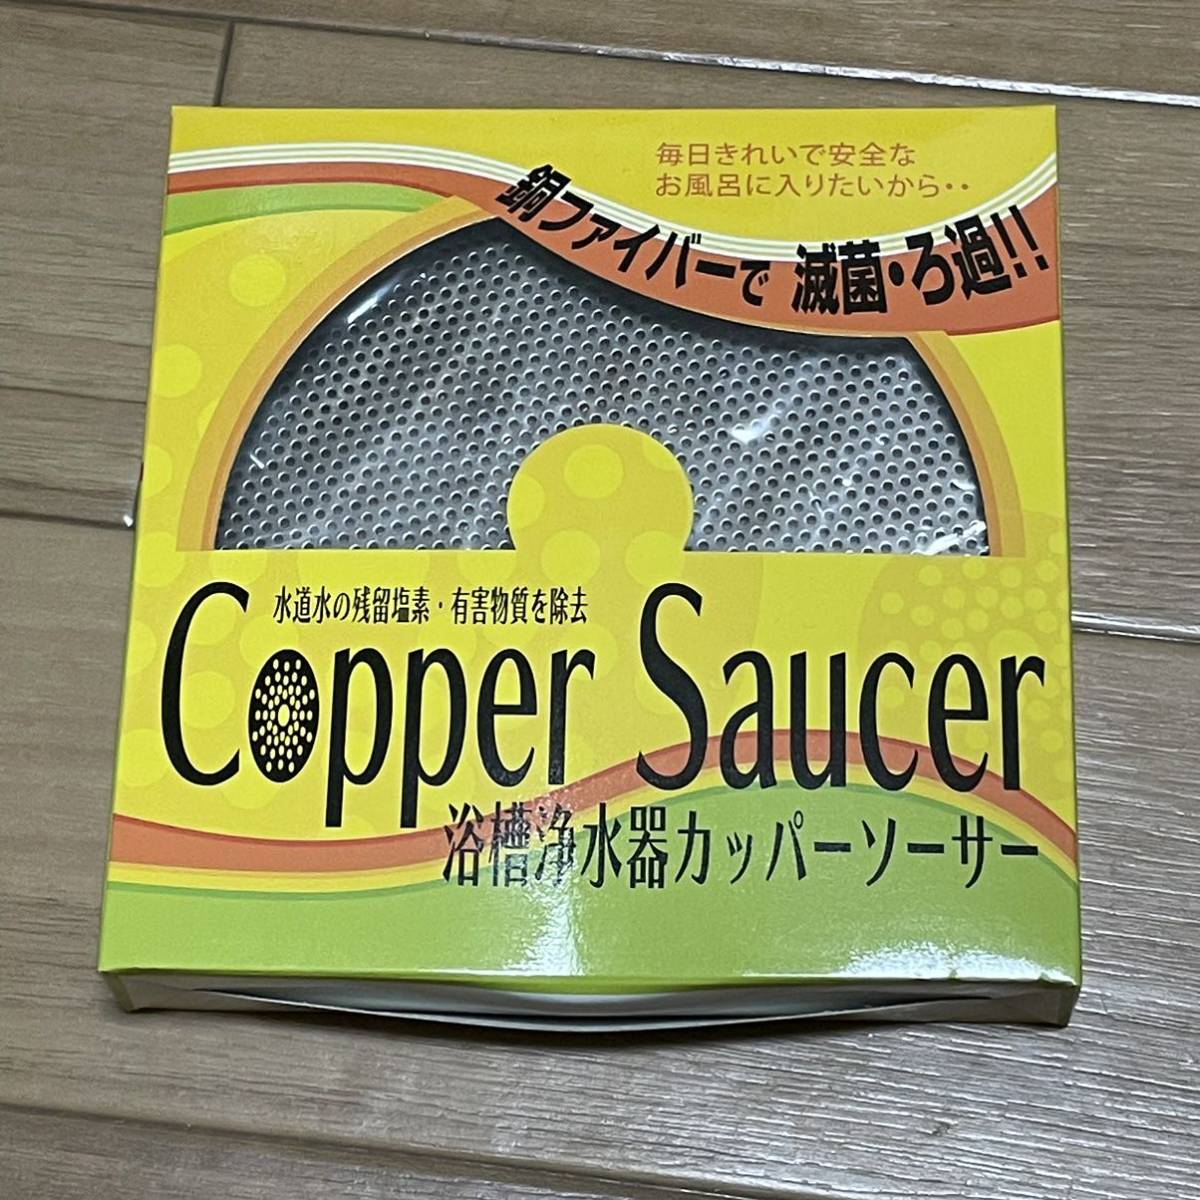 毎日きれいで安全な
お風呂に入りたいから・・
銅ファイバーで 滅菌・ろ過!!
水道水の残留塩素・有害物質を除去
Copper Saucer
浴槽浄水器カッパーソーサー